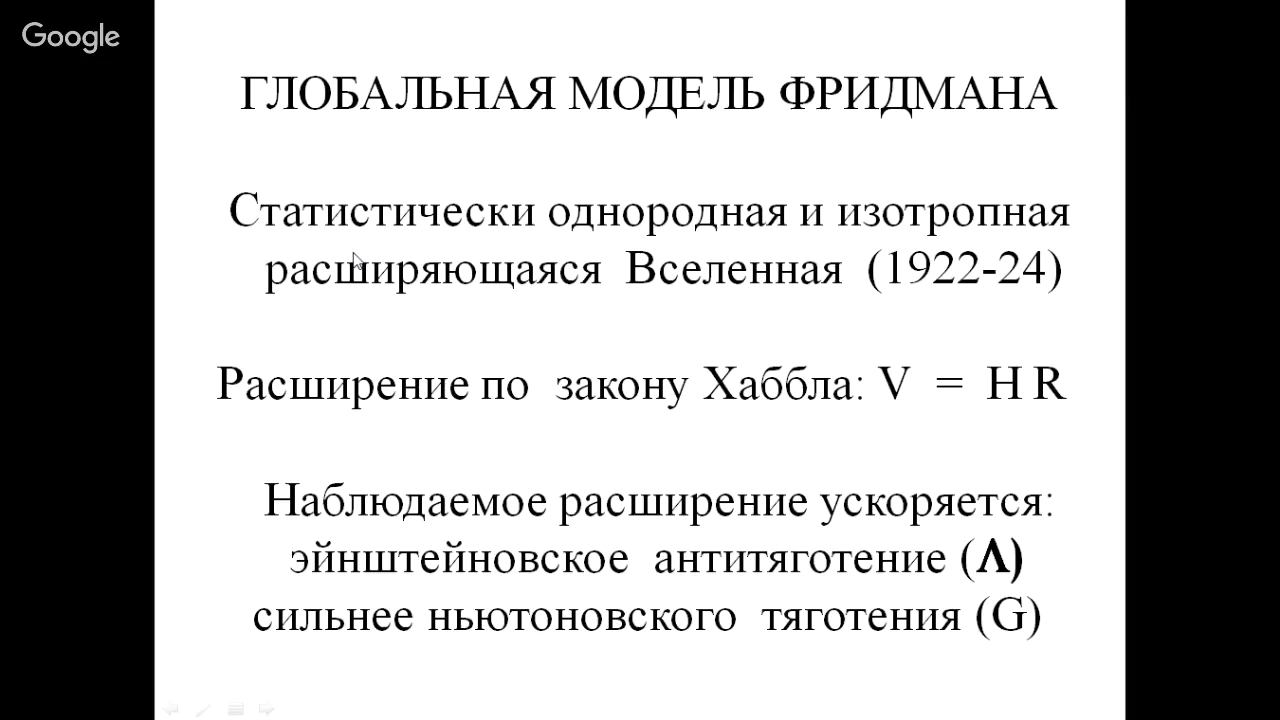 Google
ГЛОБАЛЬНАЯ МОДЕЛЬ ФРИДМАНА
Статистически однородная и изотропная
расширяющаяся Вселенная (1922-24)
Расширение по закону Хаббла: V = H R
Наблюдаемое расширение ускоряется:
эйнштейновское антитяготение (Λ)
сильнее ньютоновского тяготения (G)